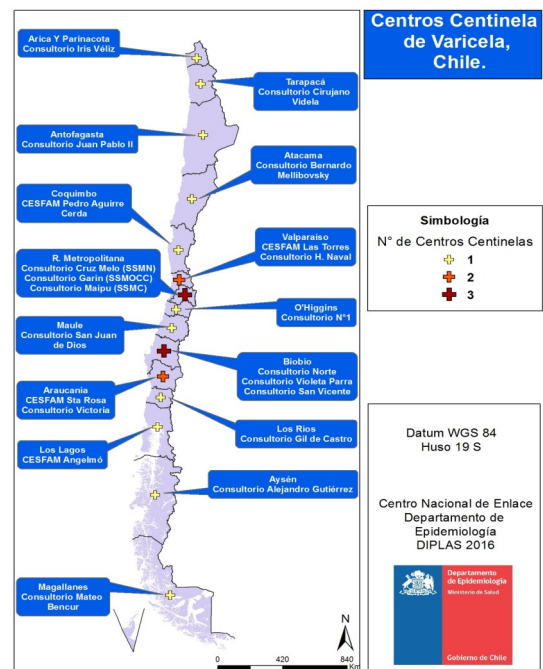 Centros Centinela
de Varicela,
Chile.
Arica Y Parinacota
Consultorio Iris Véliz
Tarapacá
Consultorio Cirujano
Videla
Antofagasta
Consultorio Juan Pablo II
Atacama
Consultorio Bernardo
Mellibovsky
Coquimbo
CESFAM Pedro Aguirre
Cerda
Valparaiso
CESFAM Las Torres
Consultorio H. Naval
R. Metropolitana
Consultorio Cruz Melo (SSMN)
Consultorio Garin (SSMOCC)
Consultorio Maipu (SSMC)
O'Higgins
Consultorio N°1
Maule
Consultorio San Juan
de Dios
Biobio
Consultorio Norte
Consultorio Violeta Parra
Consultorio San Vicente
Araucania
CESFAM Sta Rosa
Consultorio Victoria
Los Rios
Consultorio Gil de Castro
Los Lagos
CESFAM Angelmó
Aysén
Consultorio Alejandro Gutiérrez
Magallanes
Consultorio Mateo
Bencur
N
0 420 840
Km
Simbología
N° de Centros Centinelas
1
2
3
Datum WGS 84
Huso 19 S
Centro Nacional de Enlace
Departamento de
Epidemiología
DIPLAS 2016
Departamento
de Epidemiología
Ministerio de Salud
Gobierno de Chile